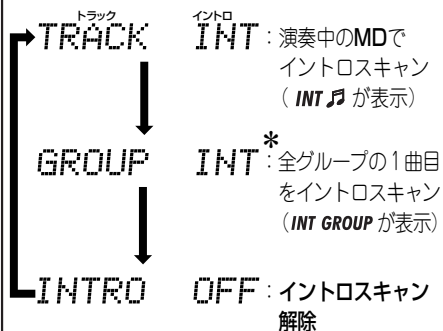 トラック イントロ
TRACK INT : 演奏中のMDで
イントロスキャン
( INT ♬ が表示)
GROUP INT * : 全グループの1曲目
をイントロスキャン
(INT GROUP が表示)
INTRO OFF : イントロスキャン
解除